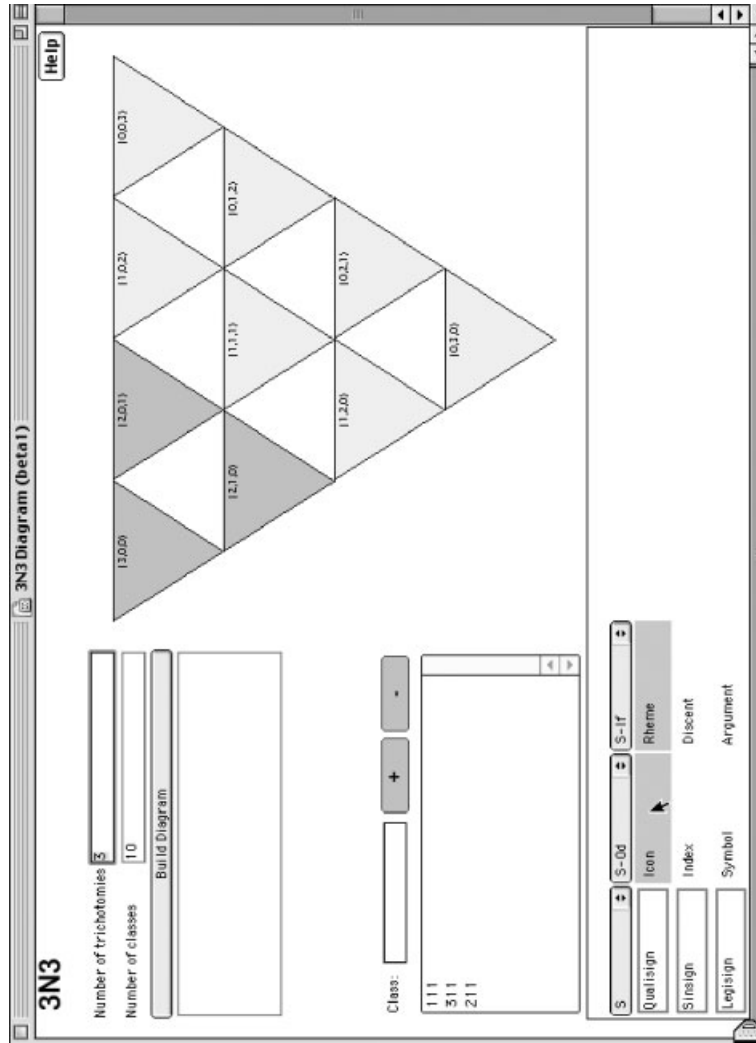 3N3 Diagram (beta1)
3N3
Help
Number of trichotomies 3
Number of classes 10
Build Diagram
(3,0,0)
(2,0,1)
(1,0,2)
(0,0,3)
(2,1,0)
(1,1,1)
(0,1,2)
(1,2,0)
(0,2,1)
(0,3,0)
Class:
+
-
111
311
211
S
S-Od
S-If
Qualisign
Icon
Rheme
Sinsign
Index
Discent
Legisign
Symbol
Argument